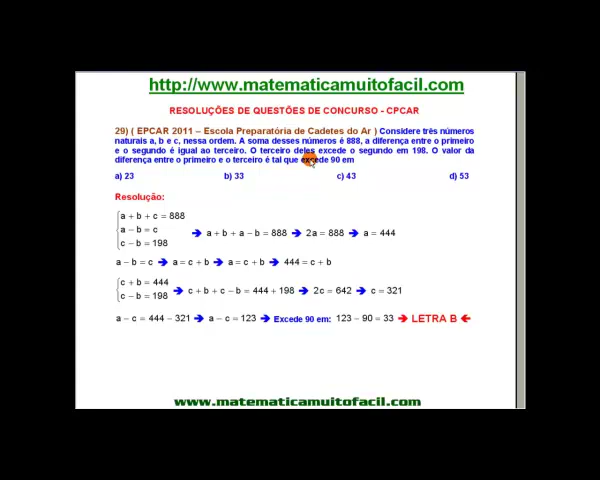 http://www.matematicamuitofacil.com
RESOLUÇÕES DE QUESTÕES DE CONCURSO - CPCAR
29) ( EPCAR 2011 – Escola Preparatória de Cadetes do Ar ) Considere três números
naturais a, b e c, nessa ordem. A soma desses números é 888, a diferença entre o primeiro
e o segundo é igual ao terceiro. O terceiro deles excede o segundo em 198. O valor da
diferença entre o primeiro e o terceiro é tal que excede 90 em
a) 23 b) 33 c) 43 d) 53
Resolução:
a + b + c = 888
a − b = c
c − b = 198
➔ a + b + a − b = 888 ➔ 2a = 888 ➔ a = 444
a − b = c ➔ a = c + b ➔ a = c + b ➔ 444 = c + b
c + b = 444
c − b = 198
➔ c + b + c − b = 444 + 198 ➔ 2c = 642 ➔ c = 321
a − c = 444 − 321 ➔ a − c = 123 ➔ Excede 90 em: 123 − 90 = 33 ➔ LETRA B 🡸
www.matematicamuitofacil.com